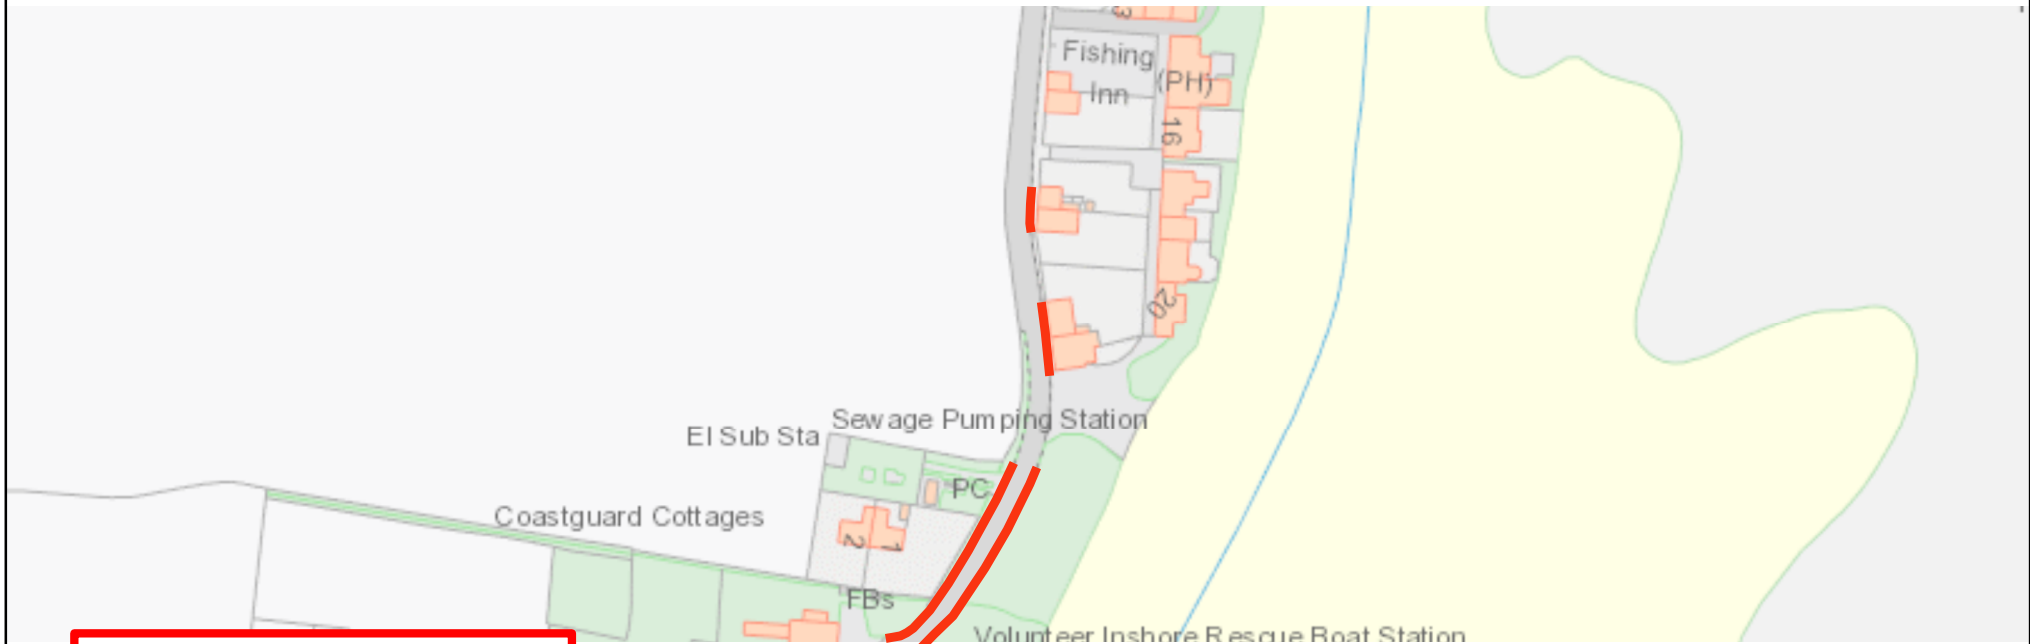 3
Fishing
Inn
(PH)
16
20
Sewage Pumping Station
El Sub Sta
PC
Coastguard Cottages
2
1
FBs
Volunteer Inshore Rescue Boat Station